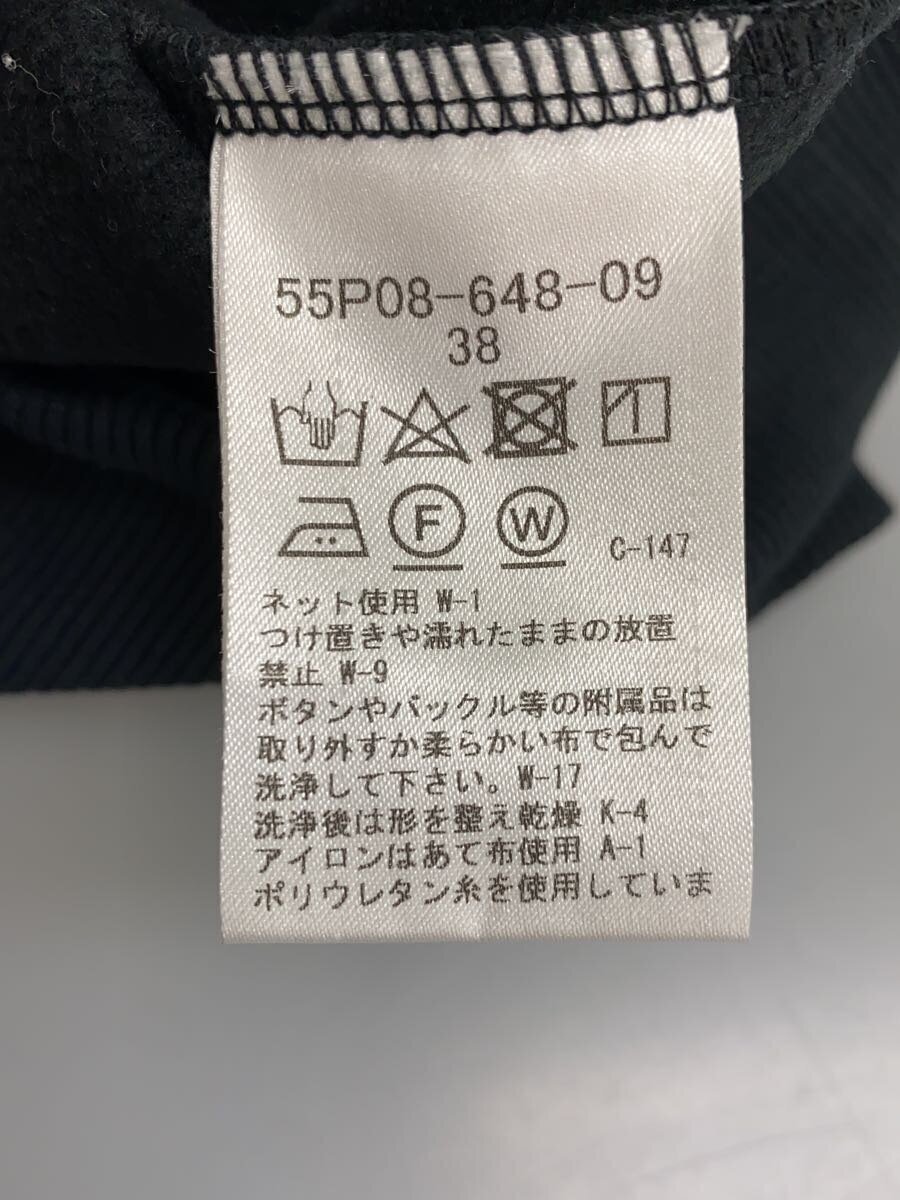 55P08-648-09
38
F W C-147
ネット使用 W-1
つけ置きや濡れたままの放置
禁止 W-9
ボタンやバックル等の附属品は
取り外すか柔らかい布で包んで
洗浄して下さい。W-17
洗浄後は形を整え乾燥 K-4
アイロンはあて布使用 A-1
ポリウレタン糸を使用していま